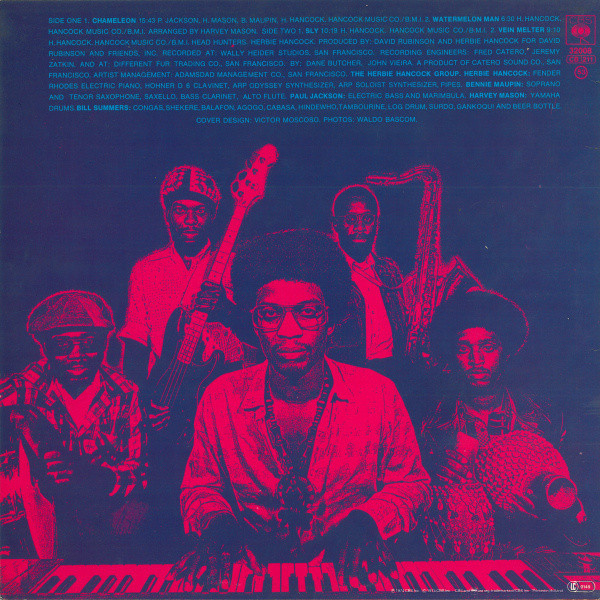 SIDE ONE 1. CHAMELEON 15:43 P. JACKSON, H. MASON, B. MAUPIN, H. HANCOCK. HANCOCK MUSIC CO./B.M.I. 2. WATERMELON MAN 6:30 H. HANCOCK.
HANCOCK MUSIC CO./B.M.I. ARRANGED BY HARVEY MASON. SIDE TWO 1. SLY 10:18 H. HANCOCK. HANCOCK MUSIC CO./B.M.I. 2. VEIN MELTER 9:10
H. HANCOCK. HANCOCK MUSIC CO./B.M.I. HEAD HUNTERS. HERBIE HANCOCK. PRODUCED BY: DAVID RUBINSON AND HERBIE HANCOCK FOR DAVID
RUBINSON AND FRIENDS, INC. RECORDED AT: WALLY HEIDER STUDIOS, SAN FRANCISCO. RECORDING ENGINEERS: FRED CATERO, JEREMY
ZATKIN, AND AT: DIFFERENT FUR TRADING CO., SAN FRANCISCO. BY: DANE BUTCHER, JOHN VIEIRA. A PRODUCT OF CATERO SOUND CO., SAN
FRANCISCO. ARTIST MANAGEMENT: ADAMSDAD MANAGEMENT CO., SAN FRANCISCO. THE HERBIE HANCOCK GROUP. HERBIE HANCOCK: FENDER
RHODES ELECTRIC PIANO, HOHNER D 6 CLAVINET, ARP ODYSSEY SYNTHESIZER, ARP SOLOIST SYNTHESIZER, PIPES. BENNIE MAUPIN: SOPRANO
AND TENOR SAXOPHONE, SAXELLO, BASS CLARINET, ALTO FLUTE. PAUL JACKSON: ELECTRIC BASS AND MARIMBULA. HARVEY MASON: YAMAHA
DRUMS. BILL SUMMERS: CONGAS, SHEKERE, BALAFON, AGOGO, CABASA, HINDEWHO, TAMBOURINE, LOG DRUM, SURDO, GANKOQUI AND BEER BOTTLE
COVER DESIGN: VICTOR MOSCOSO. PHOTOS: WALDO BASCOM.
CBS